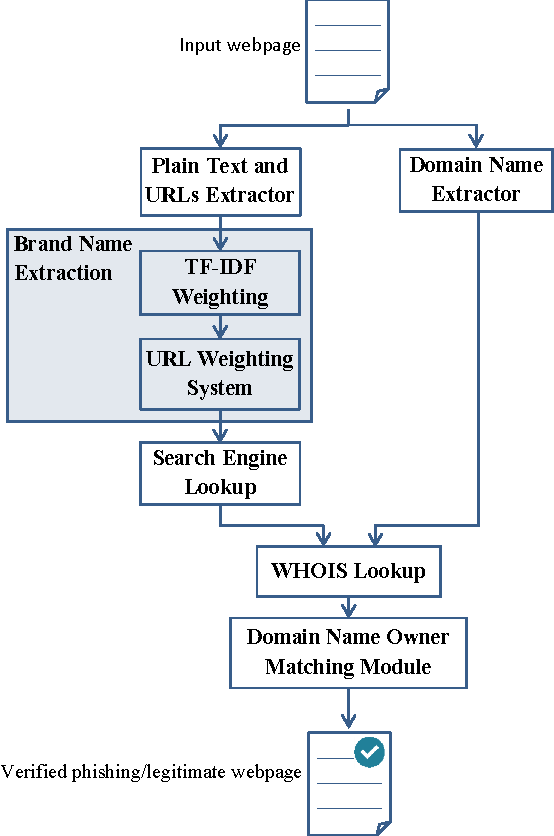 Input webpage
Plain Text and
URLs Extractor
Domain Name
Extractor
Brand Name
Extraction
TF-IDF
Weighting
URL Weighting
System
Search Engine
Lookup
WHOIS Lookup
Domain Name Owner
Matching Module
Verified phishing/legitimate webpage